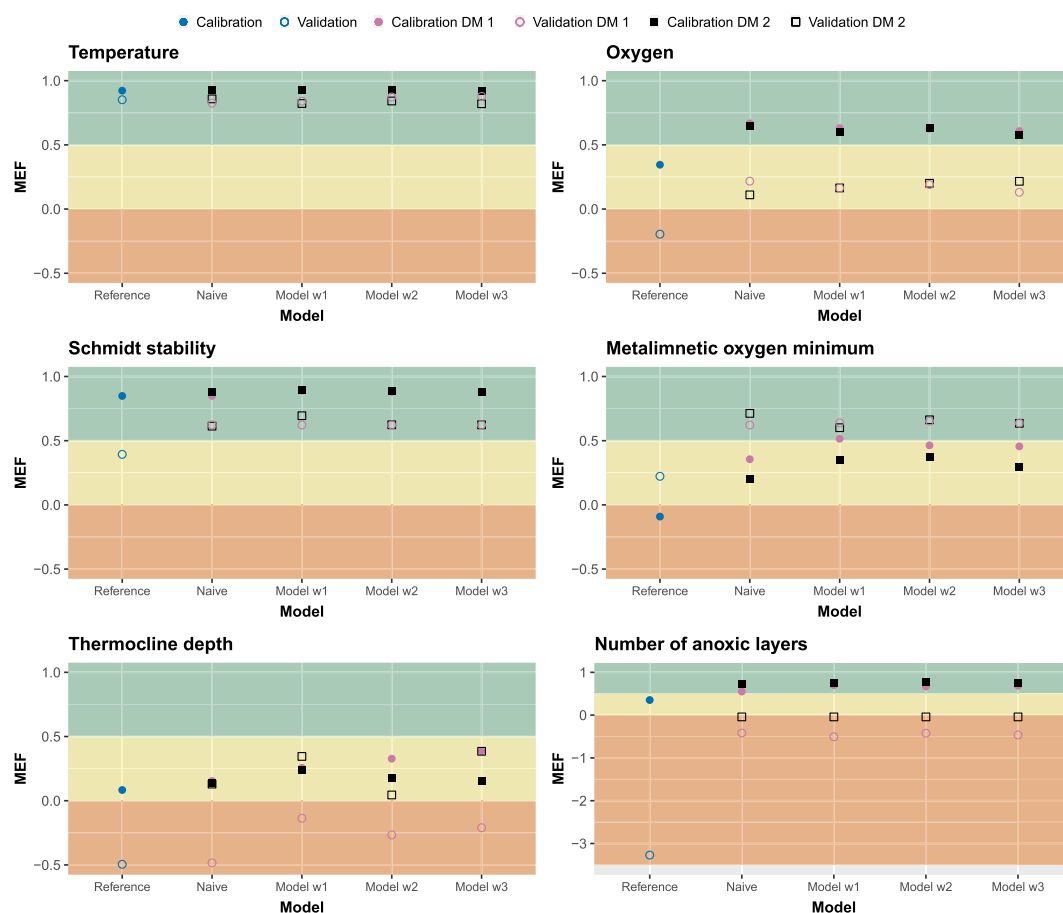 Calibration Validation Calibration DM 1 Validation DM 1 Calibration DM 2 Validation DM 2
Temperature
1.0
0.5
0.0
−0.5
MEF
Reference Naive Model w1 Model w2 Model w3
Model
Oxygen
1.0
0.5
0.0
−0.5
MEF
Reference Naive Model w1 Model w2 Model w3
Model
Schmidt stability
1.0
0.5
0.0
−0.5
MEF
Reference Naive Model w1 Model w2 Model w3
Model
Metalimnetic oxygen minimum
1.0
0.5
0.0
−0.5
MEF
Reference Naive Model w1 Model w2 Model w3
Model
Thermocline depth
1.0
0.5
0.0
−0.5
MEF
Reference Naive Model w1 Model w2 Model w3
Model
Number of anoxic layers
1
0
−1
−2
−3
MEF
Reference Naive Model w1 Model w2 Model w3
Model